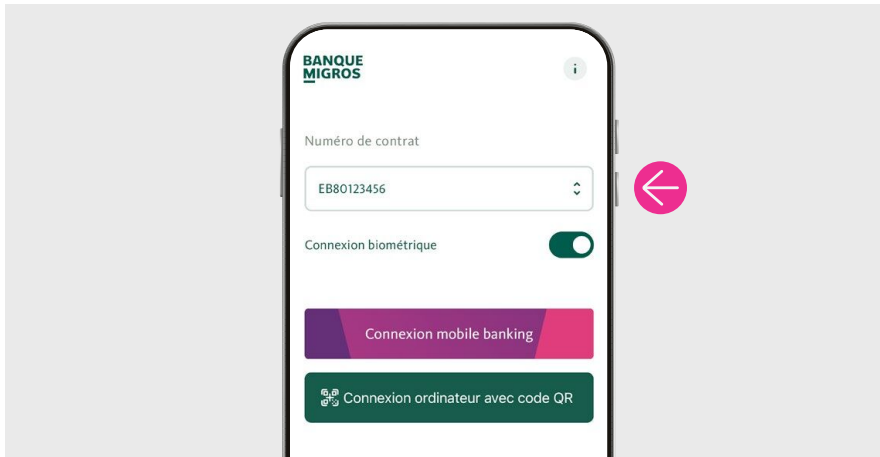 BANQUE
MIGROS
i
Numéro de contrat
EB80123456
Connexion biométrique
Connexion mobile banking
Connexion ordinateur avec code QR